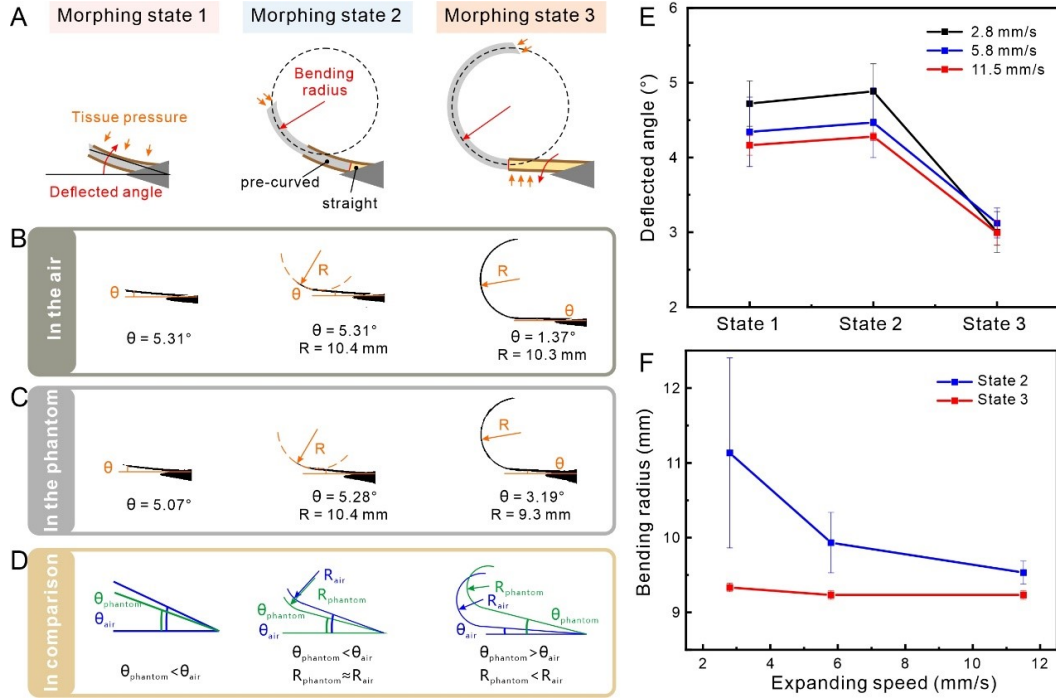 A
Morphing state 1
Morphing state 2
Morphing state 3
Tissue pressure
Deflected angle
Bending
radius
pre-curved
straight
B
In the air
θ
θ = 5.31°
R
θ
θ = 5.31°
R = 10.4 mm
R
θ
θ = 1.37°
R = 10.3 mm
C
In the phantom
θ
θ = 5.07°
R
θ
θ = 5.28°
R = 10.4 mm
R
θ
θ = 3.19°
R = 9.3 mm
D
In comparison
θphantom
θair
θphantom<θair
Rair
Rphantom
θphantom
θair
θphantom<θair
Rphantom≈Rair
Rphantom
Rair
θphantom
θair
θphantom>θair
Rphantom<Rair
E
Deflected angle (°)
6
5
4
3
2
2.8 mm/s
5.8 mm/s
11.5 mm/s
State 1
State 2
State 3
F
Bending radius (mm)
12
11
10
9
State 2
State 3
2
4
6
8
10
12
Expanding speed (mm/s)